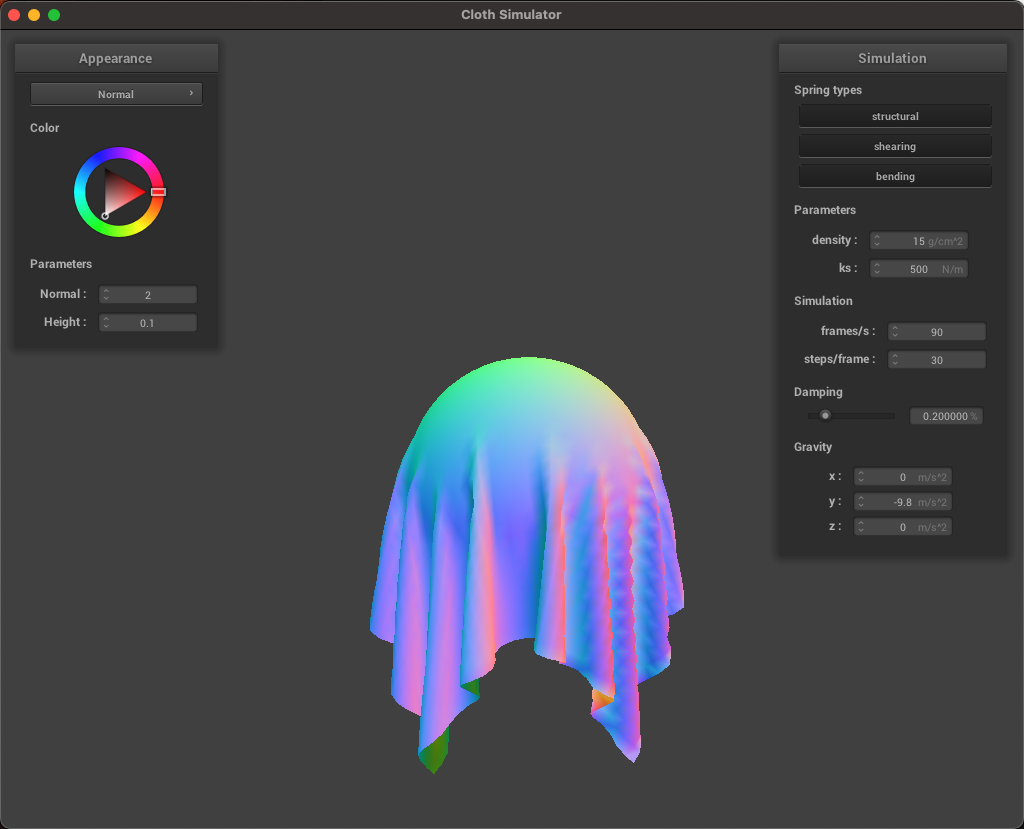 Cloth Simulator
Appearance
Normal
Color
Parameters
Normal : 2
Height : 0.1
Simulation
Spring types
structural
shearing
bending
Parameters
density : 15 g/cm^2
ks : 500 N/m
Simulation
frames/s : 90
steps/frame : 30
Damping
0.200000 %
Gravity
x : 0 m/s^2
y : -9.8 m/s^2
z : 0 m/s^2